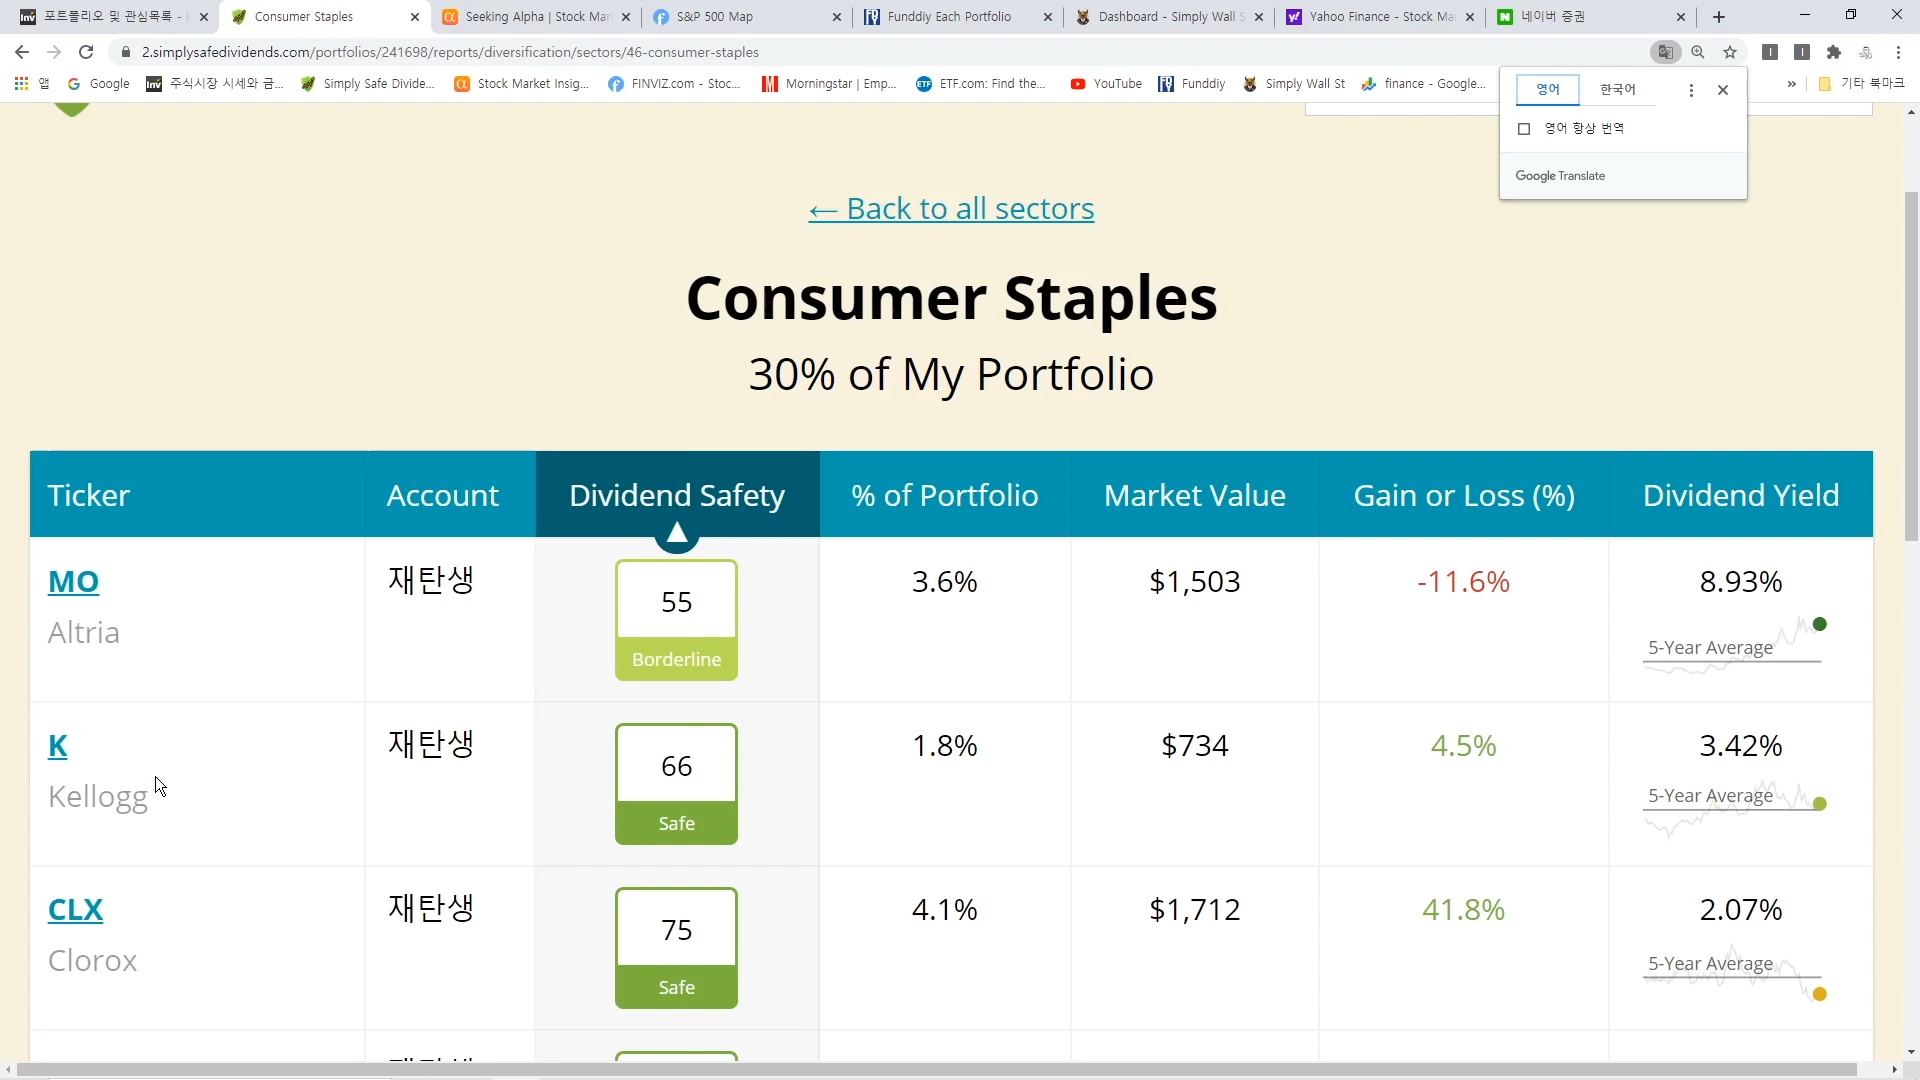 포트폴리오 및 관심목록 -
Consumer Staples
Seeking Alpha | Stock Mar
S&P 500 Map
Funddiy Each Portfolio
Dashboard - Simply Wall S
Yahoo Finance - Stock Ma
네이버 증권
2.simplysafedividends.com/portfolios/241698/reports/diversification/sectors/46-consumer-staples
앱
Google
Inv 주식시장 시세와 금...
Simply Safe Divide...
Stock Market Insig...
FINVIZ.com - Stoc...
Morningstar | Emp...
ETF ETF.com: Find the...
YouTube
Funddiy
Simply Wall St
finance - Google...
»
기타 북마크
영어 한국어
영어 항상 번역
Google Translate
← Back to all sectors
Consumer Staples
30% of My Portfolio
Ticker Account Dividend Safety % of Portfolio Market Value Gain or Loss (%) Dividend Yield
MO 재탄생 55 3.6% $1,503 -11.6% 8.93%
Altria Borderline 5-Year Average
K 재탄생 66 1.8% $734 4.5% 3.42%
Kellogg Safe 5-Year Average
CLX 재탄생 75 4.1% $1,712 41.8% 2.07%
Clorox Safe 5-Year Average